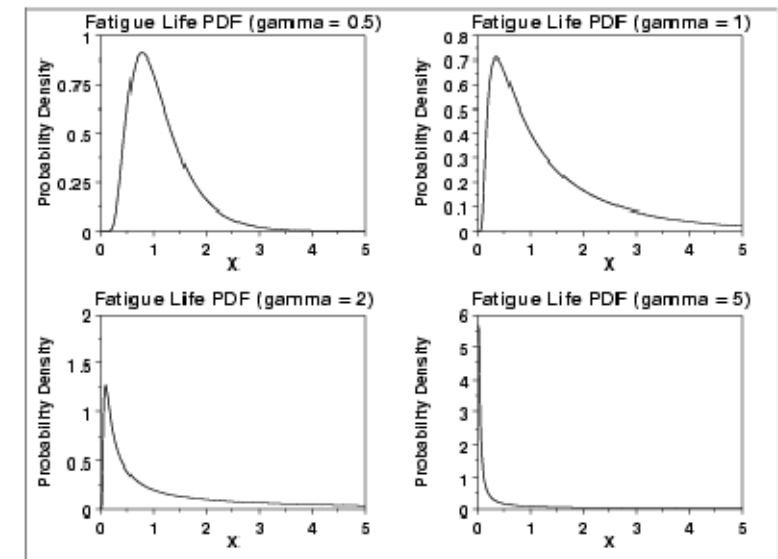 Fatigue Life PDF (gamma = 0.5)
Probability Density
1
0.75
0.5
0.25
0
0 1 2 3 4 5
X
Fatigue Life PDF (gamma = 1)
Probability Density
0.8
0.7
0.6
0.5
0.4
0.3
0.2
0.1
0
0 1 2 3 4 5
X
Fatigue Life PDF (gamma = 2)
Probability Density
2
1.5
1
0.5
0
0 1 2 3 4 5
X
Fatigue Life PDF (gamma = 5)
Probability Density
6
5
4
3
2
1
0
0 1 2 3 4 5
X